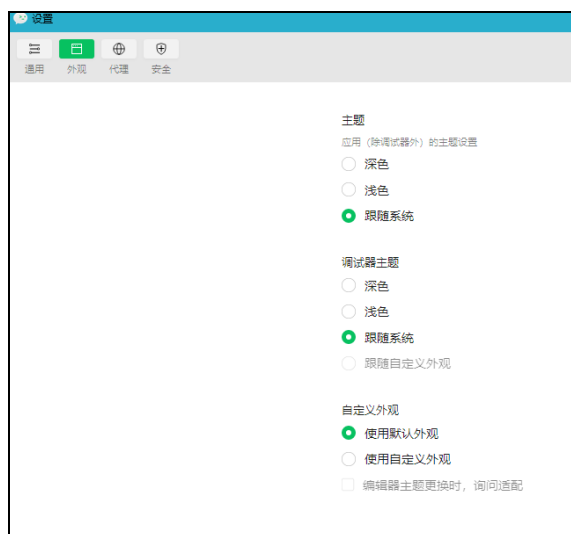 设置
通用 外观 代理 安全
主题
应用（除调试器外）的主题设置
深色
浅色
跟随系统
调试器主题
深色
浅色
跟随系统
跟随自定义外观
自定义外观
使用默认外观
使用自定义外观
编辑器主题更换时，询问适配